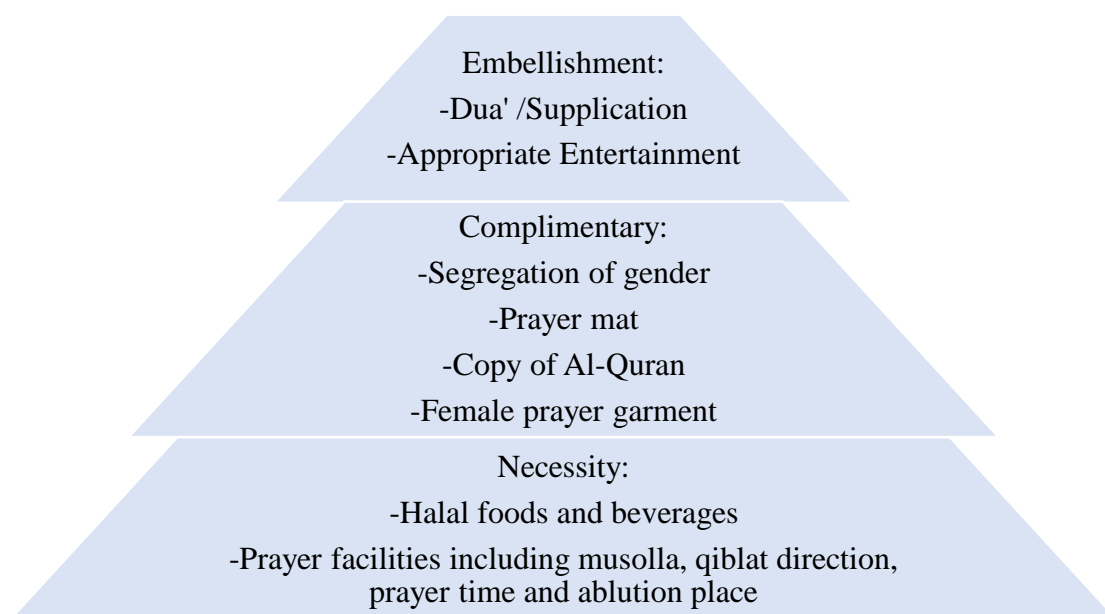 Embellishment:
-Dua' /Supplication
-Appropriate Entertainment
Complimentary:
-Segregation of gender
-Prayer mat
-Copy of Al-Quran
-Female prayer garment
Necessity:
-Halal foods and beverages
-Prayer facilities including musolla, qiblat direction,
prayer time and ablution place